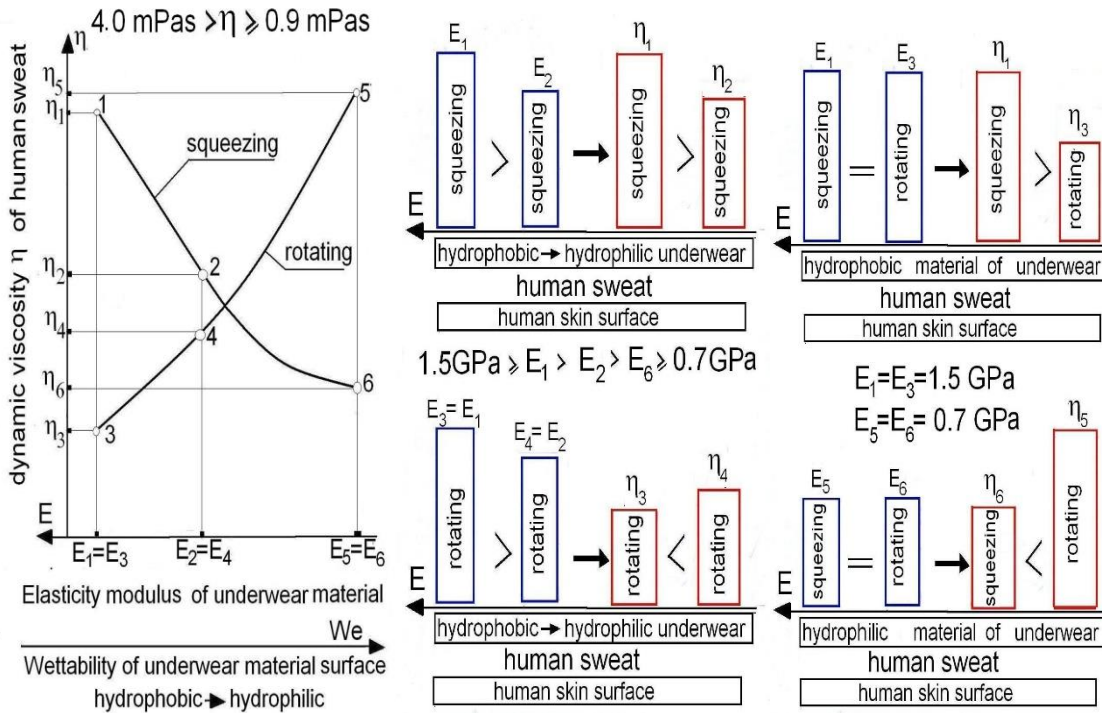 4.0 mPas >η ⩾ 0.9 mPas
dynamic viscosity η of human sweat
η
η5
η1
η2
η4
η6
η3
1
5
squeezing
rotating
2
4
6
3
E
E1=E3
E2=E4
E5=E6
Elasticity modulus of underwear material
We
Wettability of underwear material surface
hydrophobic→ hydrophilic
E1
E2
η1
η2
squeezing
>
squeezing
→
squeezing
>
squeezing
E
hydrophobic→ hydrophilic underwear
human sweat
human skin surface
E1
E3
η1
η3
squeezing
=
rotating
→
squeezing
>
rotating
E
hydrophobic material of underwear
human sweat
human skin surface
1.5GPa ⩾ E1 > E2 > E6 ⩾ 0.7GPa
E1=E3=1.5 GPa
E5=E6= 0.7 GPa
E3= E1
E4= E2
η3
η4
rotating
>
rotating
→
rotating
<
rotating
E
hydrophobic→ hydrophilic underwear
human sweat
human skin surface
E5
E6
η6
η5
squeezing
=
rotating
→
squeezing
<
rotating
E
hydrophilic material of underwear
human sweat
human skin surface